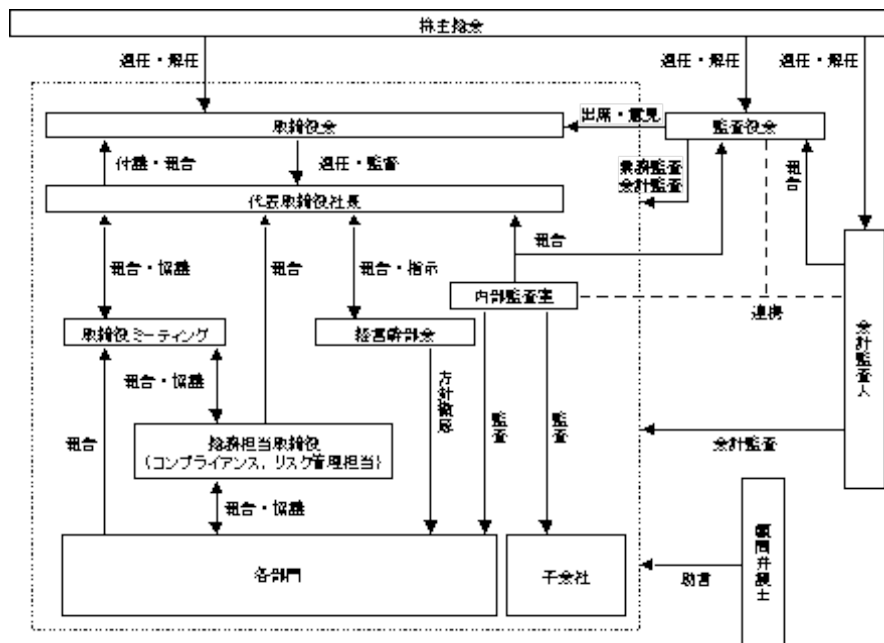 株主総会
選任・解任
選任・解任
選任・解任
取締役会
出席・意見
監査役会
付議・報告
選任・監督
業務監査
会計監査
報告
代表取締役社長
報告・協議
報告
報告・指示
報告
内部監査室
連携
会計監査人
取締役ミーティング
経営幹部会
報告・協議
方針徹底
監査
監査
報告
総務担当取締役
(コンプライアンス、リスク管理担当)
会計監査
報告・協議
各部門
子会社
助言
顧問弁護士